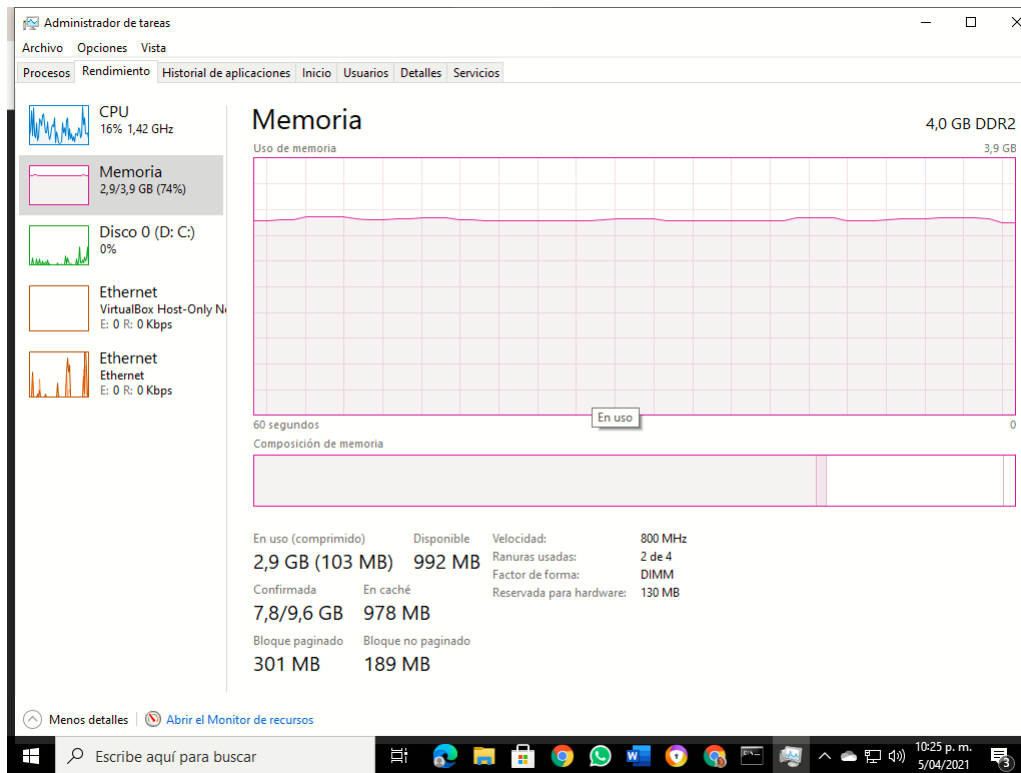 Administrador de tareas
Archivo Opciones Vista
Procesos Rendimiento Historial de aplicaciones Inicio Usuarios Detalles Servicios
CPU
16% 1,42 GHz
Memoria
2,9/3,9 GB (74%)
Disco 0 (D: C:)
0%
Ethernet
VirtualBox Host-Only N
E: 0 R: 0 Kbps
Ethernet
Ethernet
E: 0 R: 0 Kbps
Memoria
4,0 GB DDR2
Uso de memoria
3,9 GB
En uso
60 segundos
0
Composición de memoria
En uso (comprimido)
2,9 GB (103 MB)
Disponible
992 MB
Confirmada
7,8/9,6 GB
En caché
978 MB
Bloque paginado
301 MB
Bloque no paginado
189 MB
Velocidad: 800 MHz
Ranuras usadas: 2 de 4
Factor de forma: DIMM
Reservada para hardware: 130 MB
Menos detalles
Abrir el Monitor de recursos
Escribe aquí para buscar
10:25 p. m.
5/04/2021
3